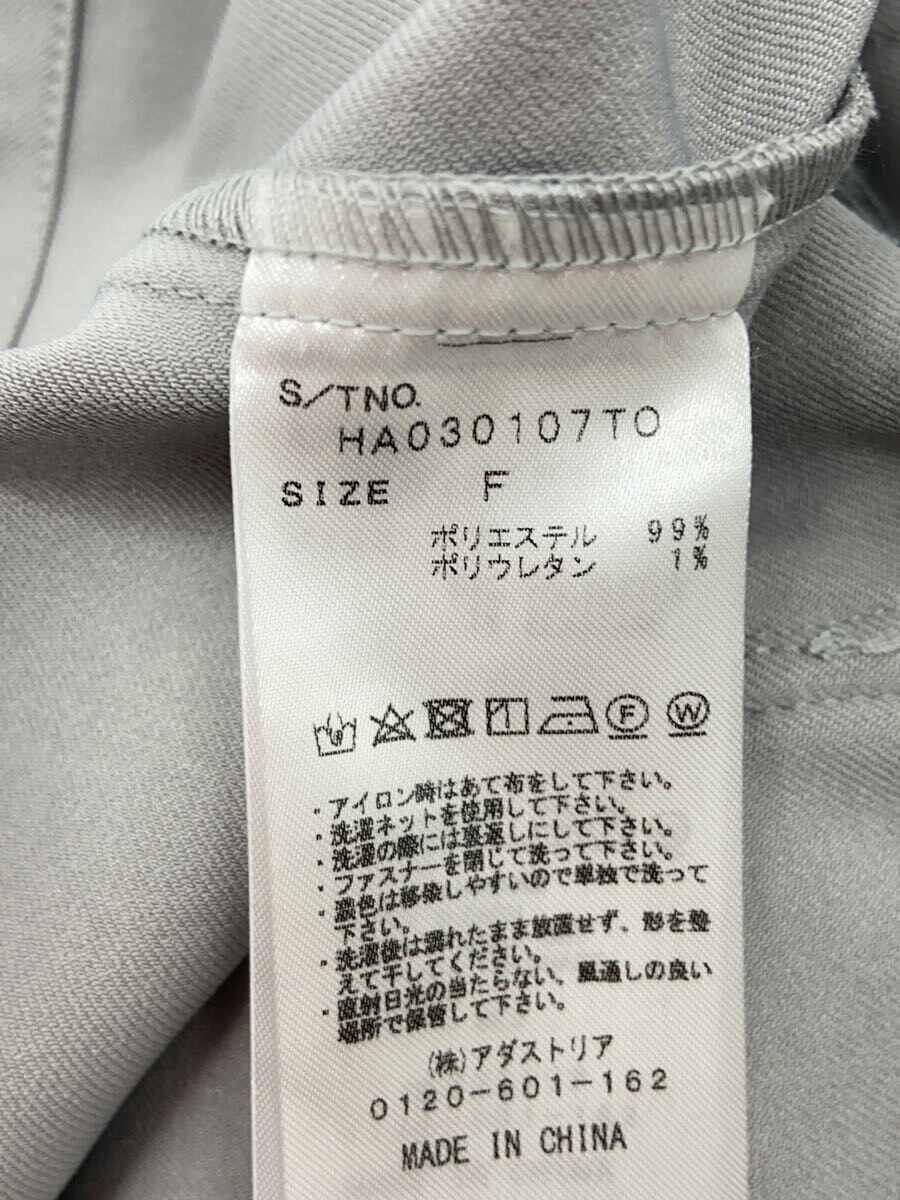 S/TNO.
HA030107TO
SIZE F
ポリエステル 99%
ポリウレタン 1%
F W
・アイロン時はあて布をして下さい。
・洗濯ネットを使用して下さい。
・洗濯の際には裏返しにして下さい。
・ファスナーを閉じて洗って下さい。
・濃色は移染しやすいので単独で洗って
下さい。
・洗濯後は濡れたまま放置せず、形を整
えて干してください。
・直射日光の当たらない、風通しの良い
場所で保管して下さい。
(株)アダストリア
0120-601-162
MADE IN CHINA